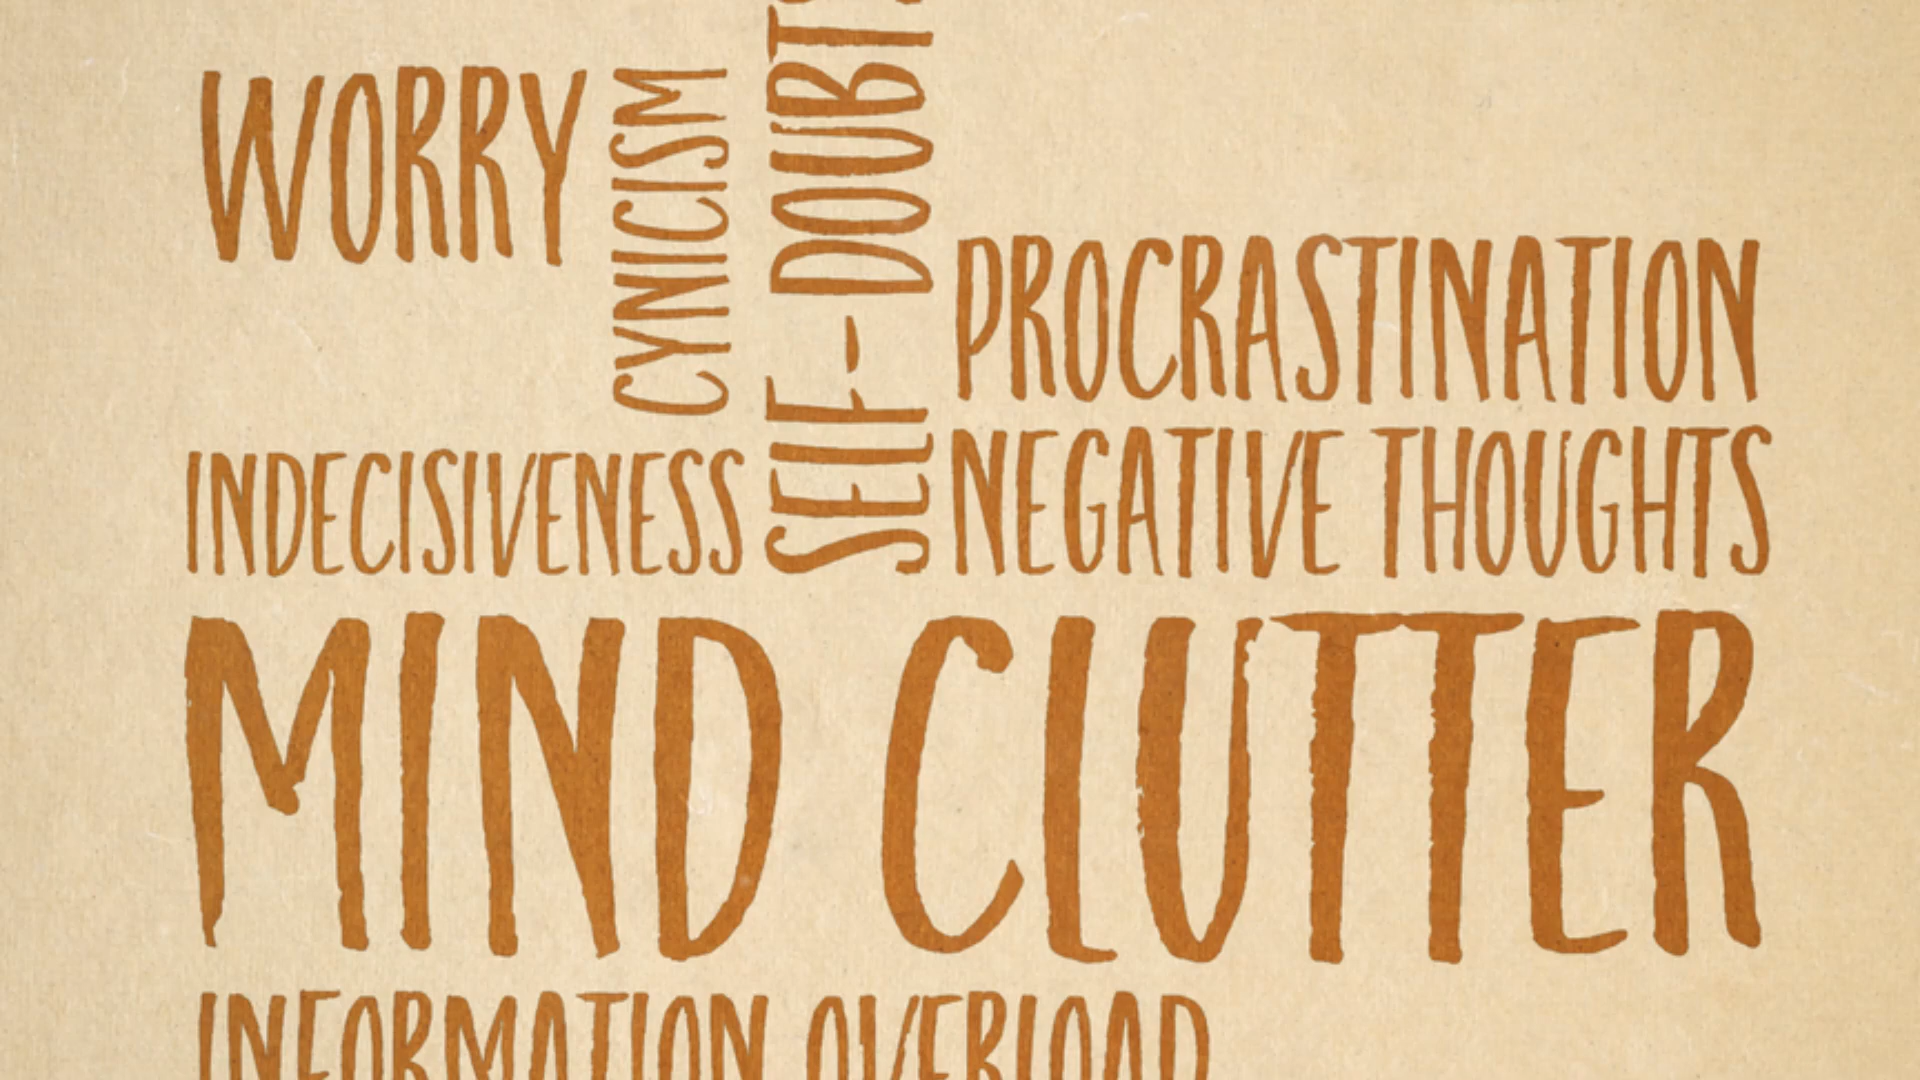 WORRY
CYNICISM
SELF-DOUBT
PROCRASTINATION
INDECISIVENESS
NEGATIVE THOUGHTS
MIND CLUTTER
INFORMATION OVERLOAD